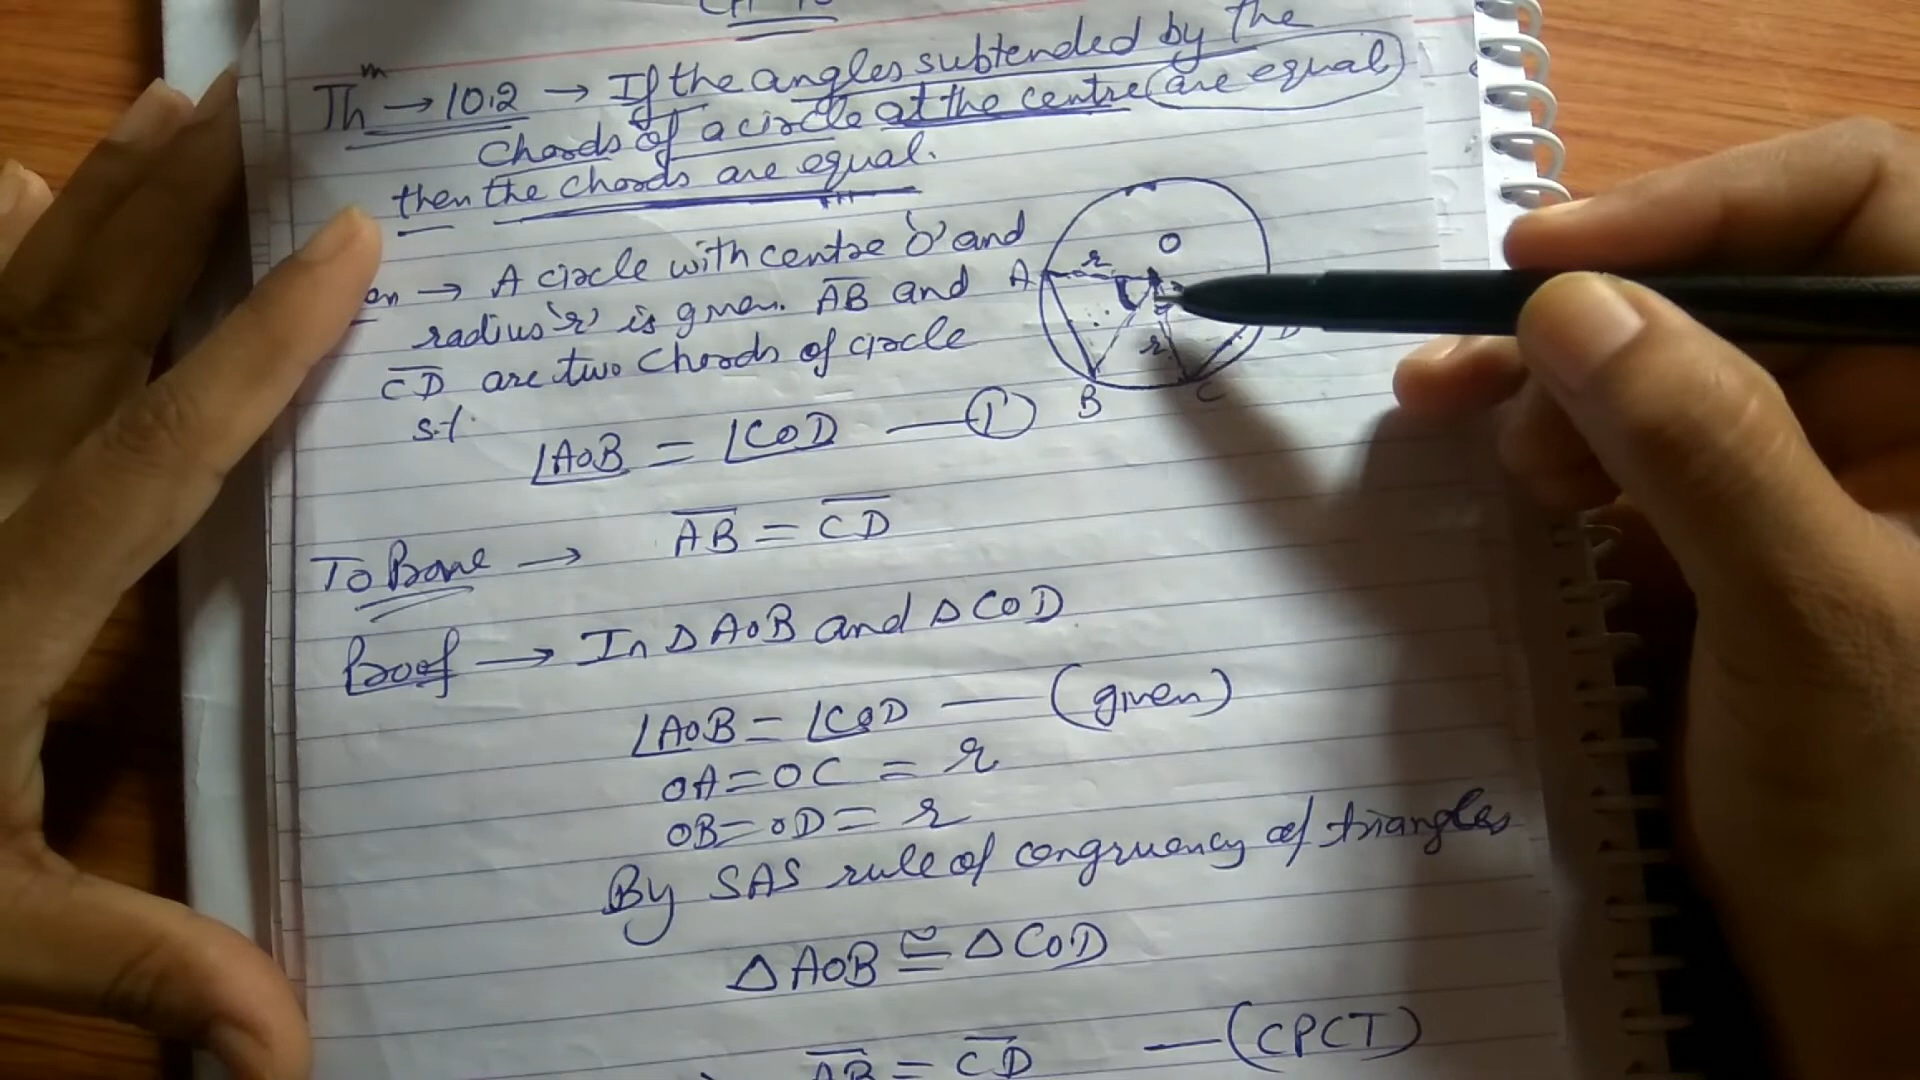 Thm → 10.2 → If the angles subtended by the
Chords of a circle at the centre are equal
then the chords are equal.
→ A circle with centre 'O' and
radius 'r' is given. AB and
CD are two Chords of circle
s.t.
∠AOB = ∠COD — 1
To Prove → AB = CD
Proof → In ΔAOB and ΔCOD
∠AOB = ∠COD — (given)
OA = OC = r
OB = OD = r
By SAS rule of congruency of triangles
ΔAOB ≅ ΔCOD
AB = CD — (CPCT)
O
A
r
r
B
C